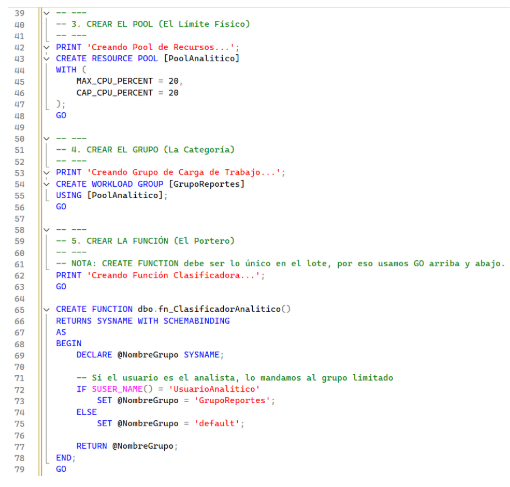 39 -- ---
40 -- 3. CREAR EL POOL (El Límite Físico)
41 -- ---
42 PRINT 'Creando Pool de Recursos...';
43 CREATE RESOURCE POOL [PoolAnalitico]
44 WITH (
45 MAX_CPU_PERCENT = 20,
46 CAP_CPU_PERCENT = 20
47 );
48 GO
49
50 -- ---
51 -- 4. CREAR EL GRUPO (La Categoría)
52 -- ---
53 PRINT 'Creando Grupo de Carga de Trabajo...';
54 CREATE WORKLOAD GROUP [GrupoReportes]
55 USING [PoolAnalitico];
56 GO
57
58 -- ---
59 -- 5. CREAR LA FUNCIÓN (El Portero)
60 -- ---
61 -- NOTA: CREATE FUNCTION debe ser lo único en el lote, por eso usamos GO arriba y abajo.
62 PRINT 'Creando Función Clasificadora...';
63 GO
64
65 CREATE FUNCTION dbo.fn_ClasificadorAnalitico()
66 RETURNS SYSNAME WITH SCHEMABINDING
67 AS
68 BEGIN
69 DECLARE @NombreGrupo SYSNAME;
70
71 -- Si el usuario es el analista, lo mandamos al grupo limitado
72 IF SUSER_NAME() = 'UsuarioAnalitico'
73 SET @NombreGrupo = 'GrupoReportes';
74 ELSE
75 SET @NombreGrupo = 'default';
76
77 RETURN @NombreGrupo;
78 END;
79 GO